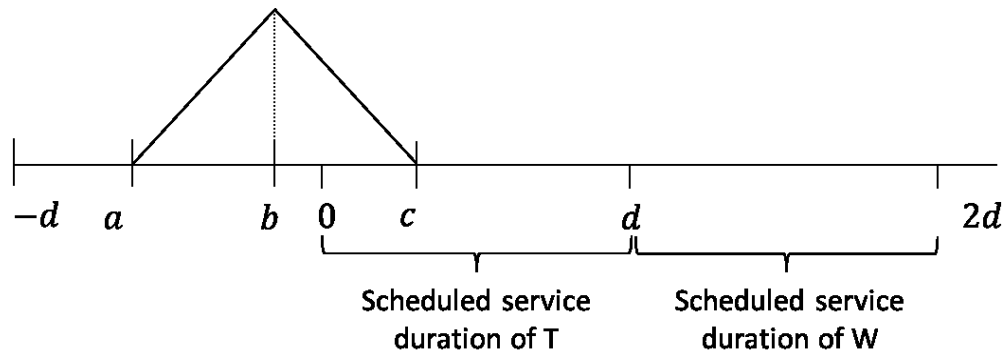 −d a b 0 c d 2d
Scheduled service Scheduled service
duration of T duration of W